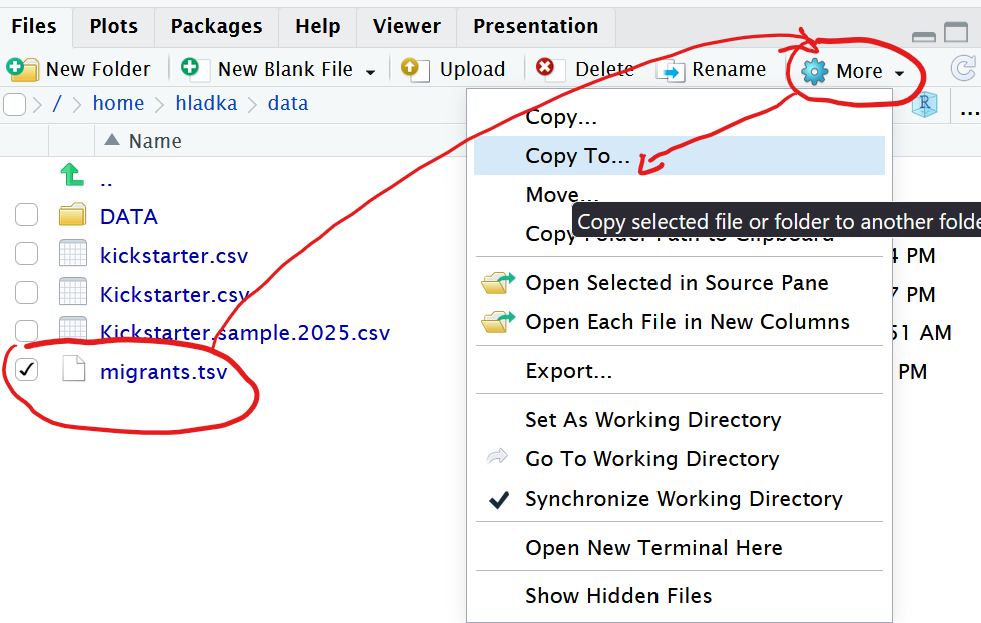 Files Plots Packages Help Viewer Presentation
New Folder New Blank File Upload Delete Rename More
/ home hladka data R ...
Name
..
DATA
kickstarter.csv
Kickstarter.csv
Kickstarter.sample.2025.csv
migrants.tsv
Copy...
Copy To...
Move...
Copy selected file or folder to another folde
Copy Folder Path to Clipboard
Open Selected in Source Pane
Open Each File in New Columns
Export...
Set As Working Directory
Go To Working Directory
Synchronize Working Directory
Open New Terminal Here
Show Hidden Files
PM
PM
51 AM
PM